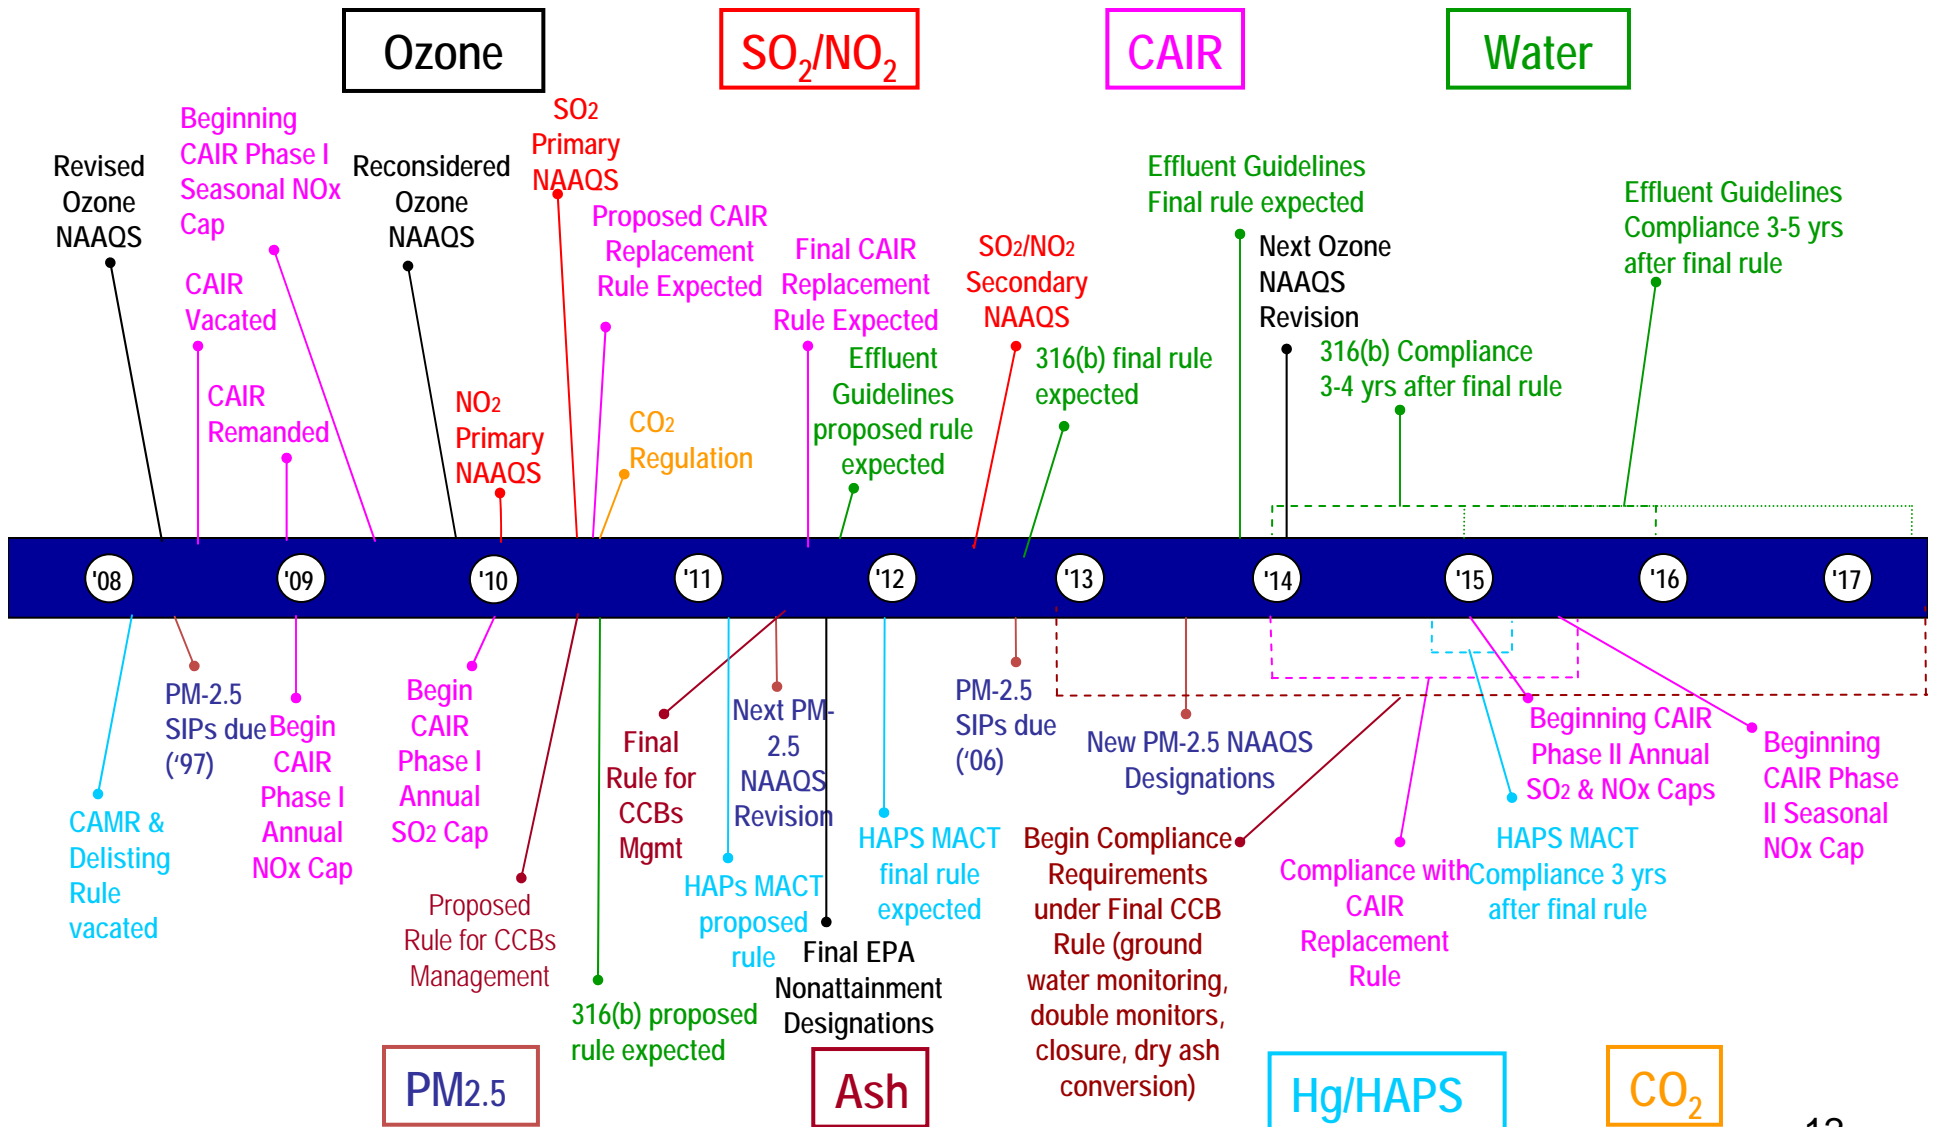 Ozone
SO2/NO2
CAIR
Water
Beginning
CAIR Phase I
Seasonal NOx
Cap
Revised
Ozone
NAAQS
Reconsidered
Ozone
NAAQS
SO2
Primary
NAAQS
Proposed CAIR
Replacement
Rule Expected
Final CAIR
Replacement
Rule Expected
SO2/NO2
Secondary
NAAQS
Effluent Guidelines
Final rule expected
Next Ozone
NAAQS
Revision
Effluent Guidelines
Compliance 3-5 yrs
after final rule
CAIR
Vacated
CAIR
Remanded
NO2
Primary
NAAQS
CO2
Regulation
Effluent
Guidelines
proposed rule
expected
316(b) final rule
expected
316(b) Compliance
3-4 yrs after final rule
'08
'09
'10
'11
'12
'13
'14
'15
'16
'17
PM-2.5
SIPs due
('97)
Begin
CAIR
Phase I
Annual
NOx Cap
Begin
CAIR
Phase I
Annual
SO2 Cap
Final
Rule for
CCBs
Mgmt
Next PM-
2.5
NAAQS
Revision
PM-2.5
SIPs due
('06)
New PM-2.5 NAAQS
Designations
Beginning CAIR
Phase II Annual
SO2 & NOx Caps
Beginning
CAIR Phase
II Seasonal
NOx Cap
CAMR &
Delisting
Rule
vacated
Proposed
Rule for CCBs
Management
HAPs MACT
proposed
rule
HAPS MACT
final rule
expected
Begin Compliance
Requirements
under Final CCB
Rule (ground
water monitoring,
double monitors,
closure, dry ash
conversion)
Compliance with
CAIR
Replacement
Rule
HAPS MACT
Compliance 3 yrs
after final rule
316(b) proposed
rule expected
Final EPA
Nonattainment
Designations
PM2.5
Ash
Hg/HAPS
CO2